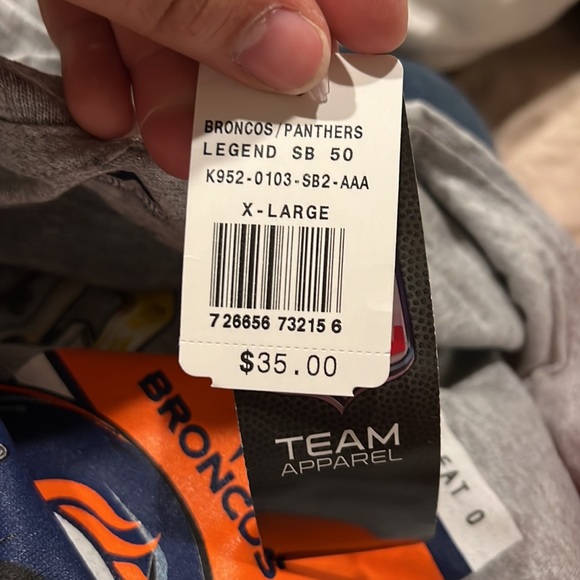 BRONCOS/PANTHERS
LEGEND SB 50
K952-0103-SB2-AAA
X-LARGE
7 26656 73215 6
$35.00
TEAM
APPAREL
BRONCOS